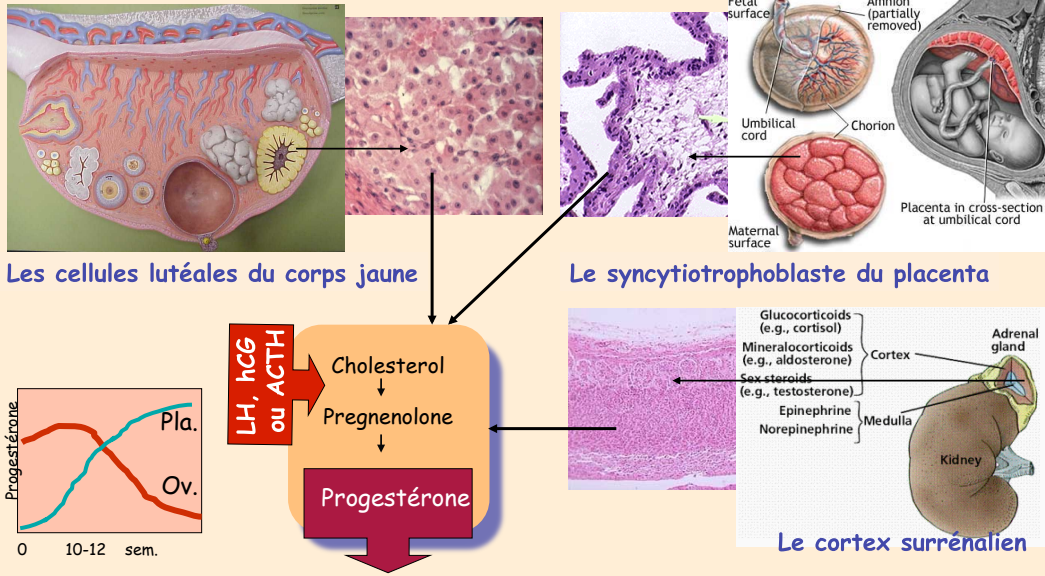 Fetal
surface
Amnion
(partially
removed)
Umbilical
cord
Chorion
Placenta in cross-section
at umbilical cord
Maternal
surface
Les cellules lutéales du corps jaune
Le syncytiotrophoblaste du placenta
Glucocorticoids
(e.g., cortisol)
Mineralocorticoids
(e.g., aldosterone)
Sex steroids
(e.g., testosterone)
Cortex
Epinephrine
Norepinephrine
Medulla
Adrenal
gland
Kidney
Le cortex surrénalien
LH, hCG
ou ACTH
Cholesterol
Pregnenolone
Progestérone
Progestérone
Pla.
Ov.
0 10-12 sem.